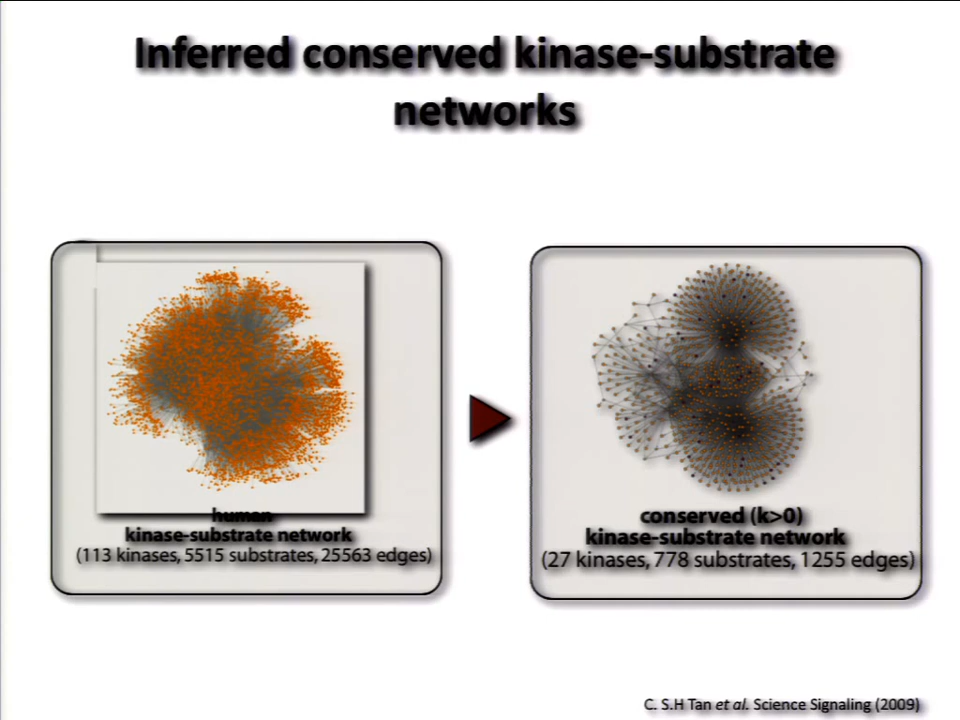 Inferred conserved kinase-substrate
networks
human
kinase-substrate network
(113 kinases, 5515 substrates, 25563 edges)
conserved (k>0)
kinase-substrate network
(27 kinases, 778 substrates, 1255 edges)
C. S.H Tan et al. Science Signaling (2009)